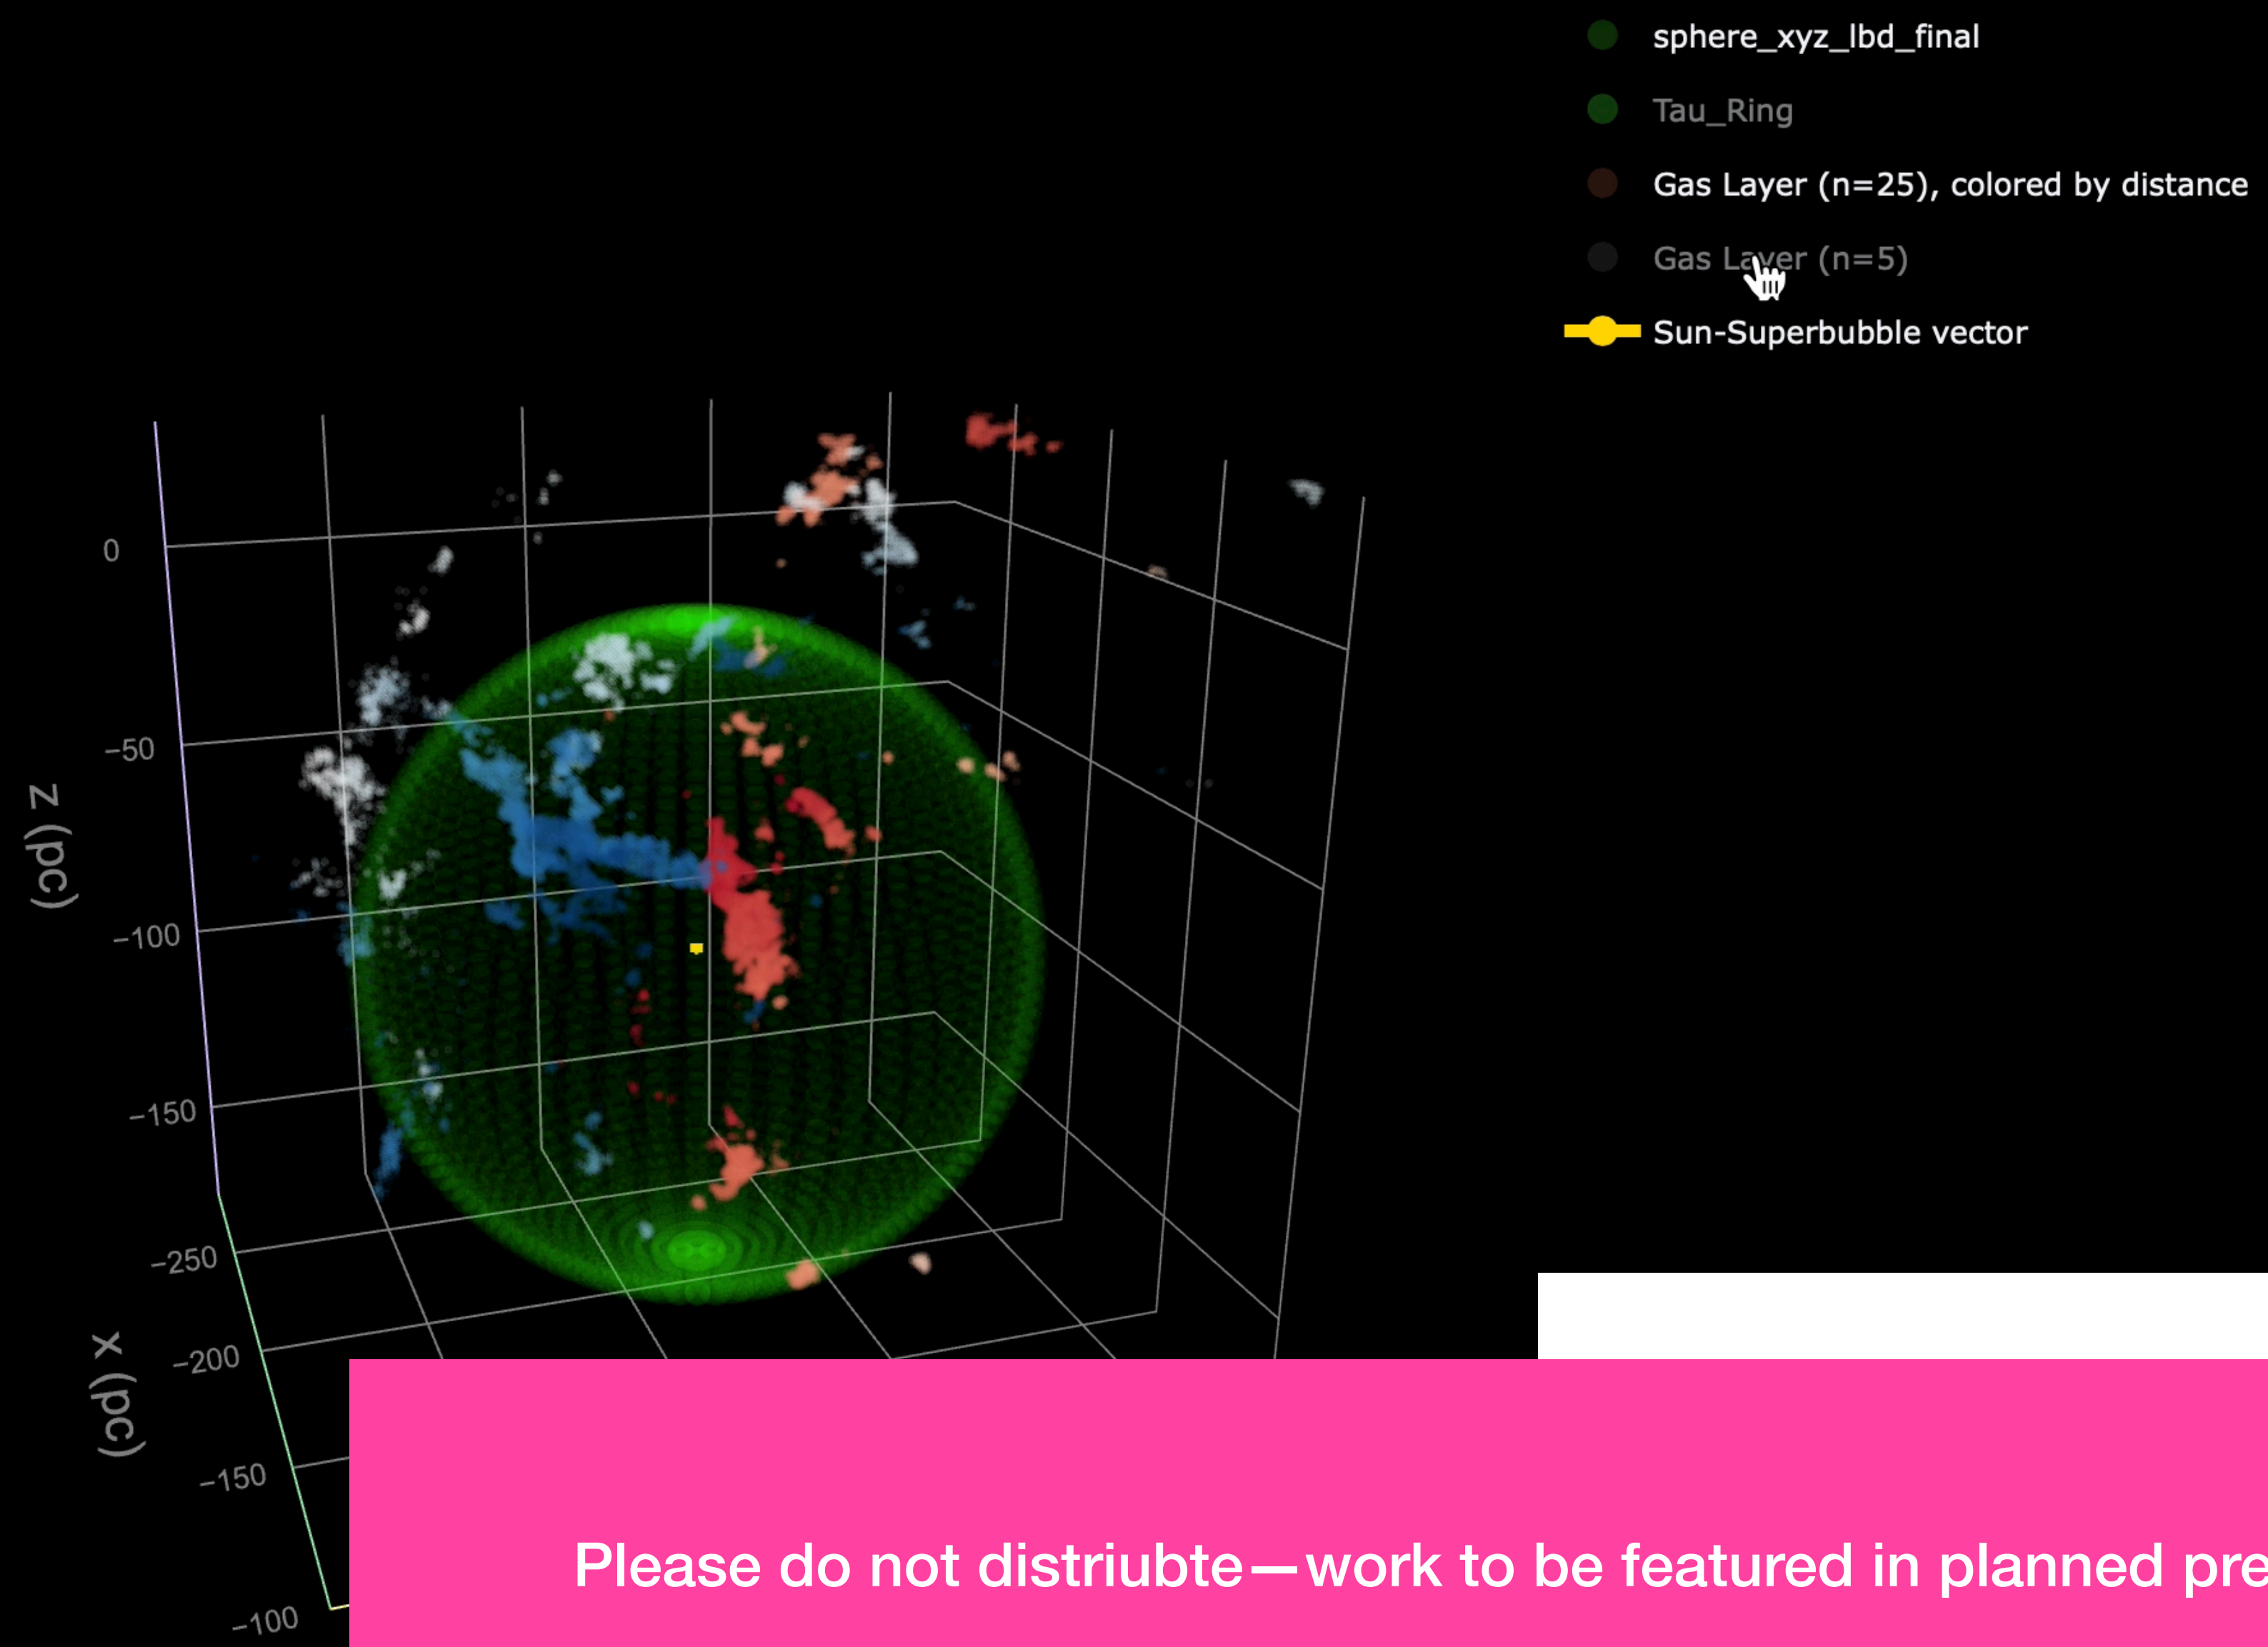 sphere_xyz_lbd_final
Tau_Ring
Gas Layer (n=25), colored by distance
Gas Layer (n=5)
Sun-Superbubble vector
0
−50
−100
−150
z (pc)
−250
−200
−150
−100
x (pc)
Please do not distriubte—work to be featured in planned pre